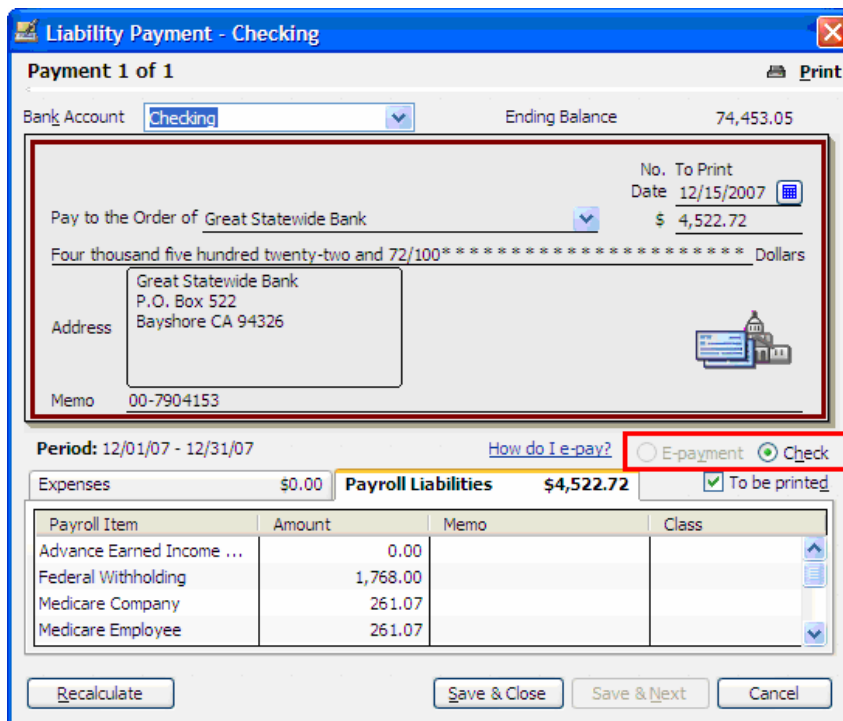 Liability Payment - Checking
Payment 1 of 1 Print
Bank Account Checking Ending Balance 74,453.05
No. To Print
Date 12/15/2007
Pay to the Order of Great Statewide Bank $ 4,522.72
Four thousand five hundred twenty-two and 72/100* * * * * * * * * * * * * * * * * * * * * * Dollars
Great Statewide Bank
P.O. Box 522
Bayshore CA 94326
Address
Memo 00-7904153
Period: 12/01/07 - 12/31/07 How do I e-pay? E-payment Check
Expenses $0.00 Payroll Liabilities $4,522.72 To be printed
Payroll Item Amount Memo Class
Advance Earned Income ... 0.00
Federal Withholding 1,768.00
Medicare Company 261.07
Medicare Employee 261.07
Recalculate Save & Close Save & Next Cancel